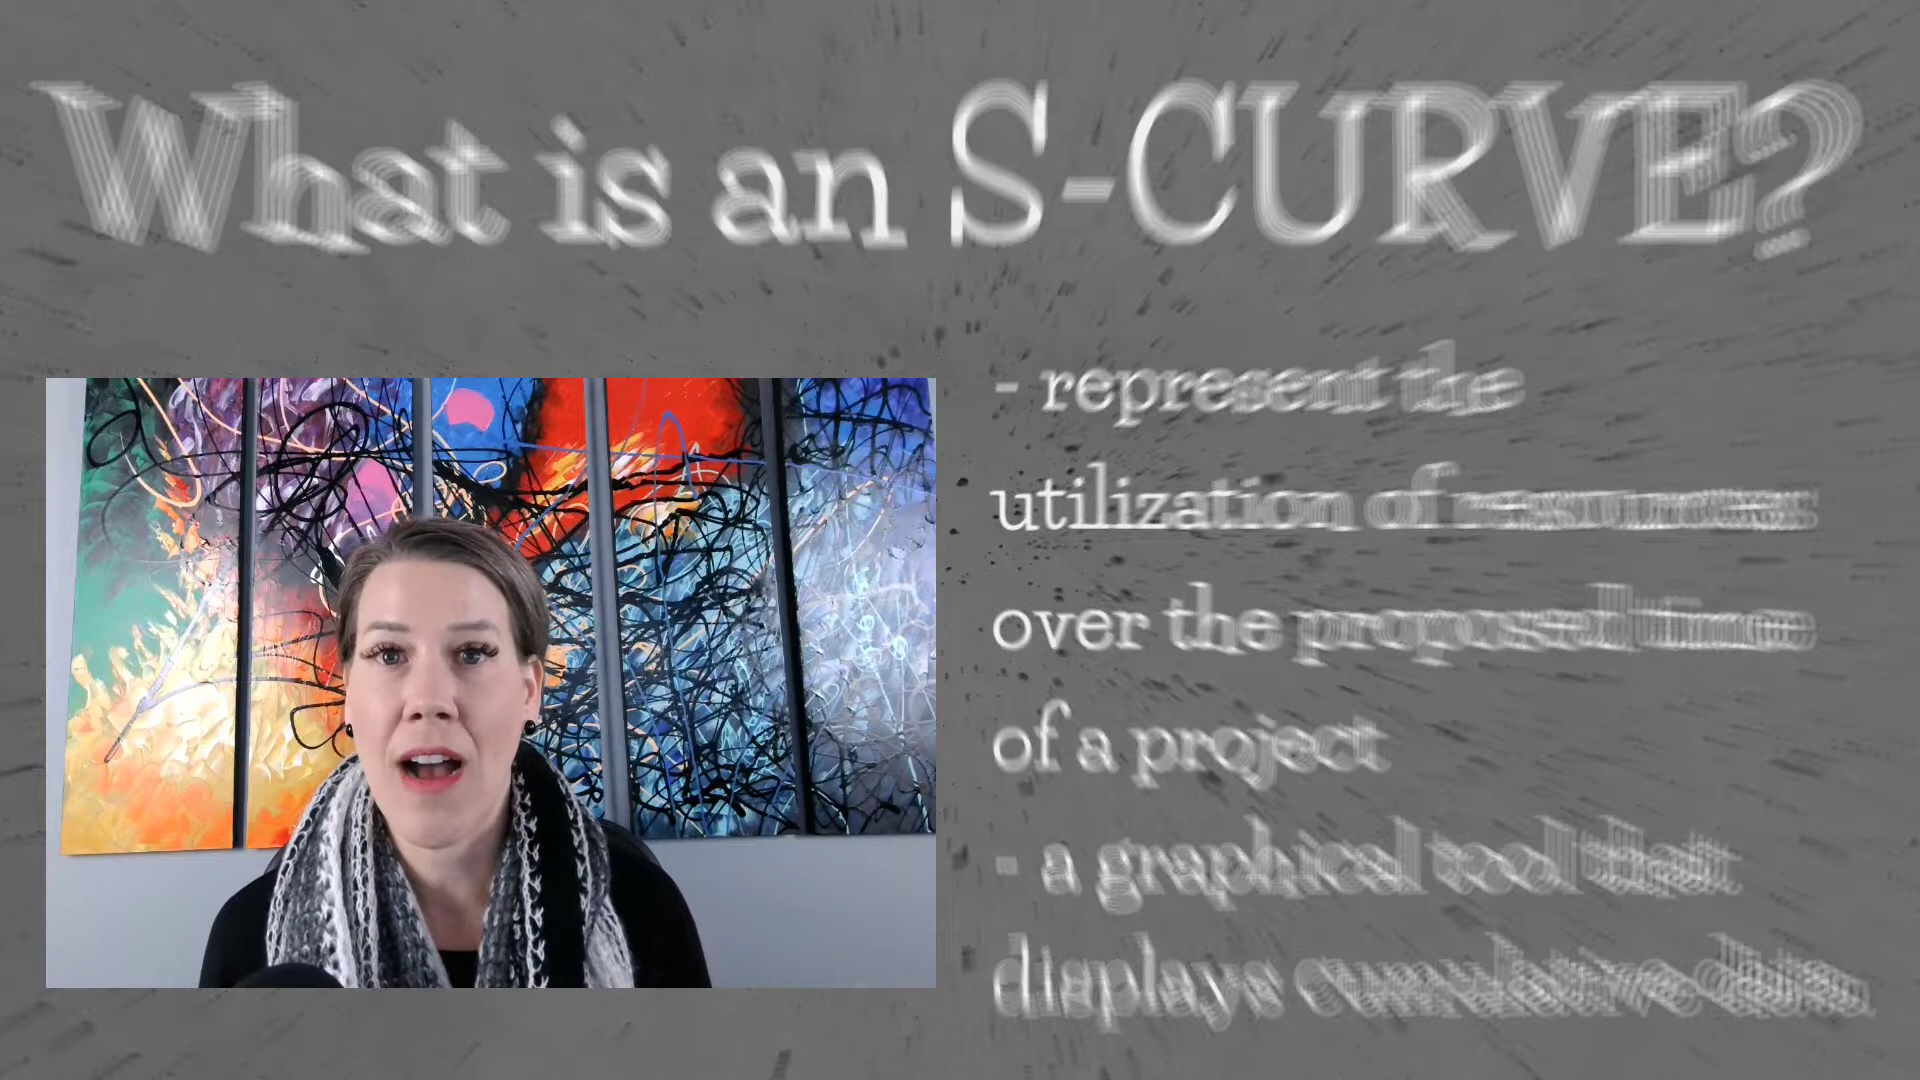 What is an S-CURVE?
- represent the
utilization of resources
over the proposed time
of a project
- a graphical tool that
displays cumulative data